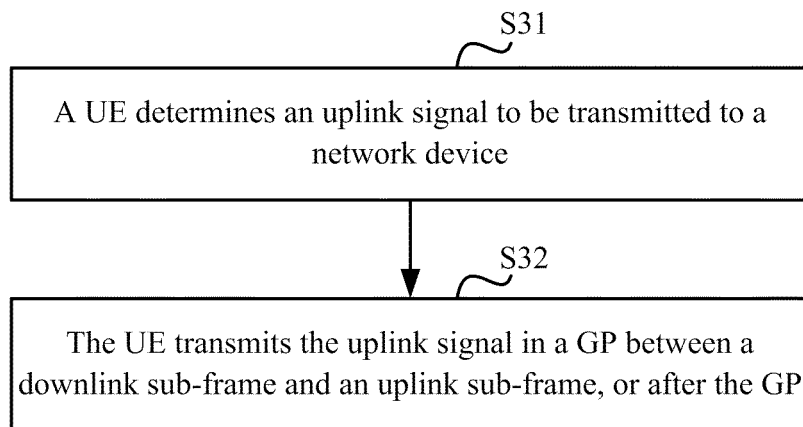 S31
A UE determines an uplink signal to be transmitted to a
network device
S32
The UE transmits the uplink signal in a GP between a
downlink sub-frame and an uplink sub-frame, or after the GP